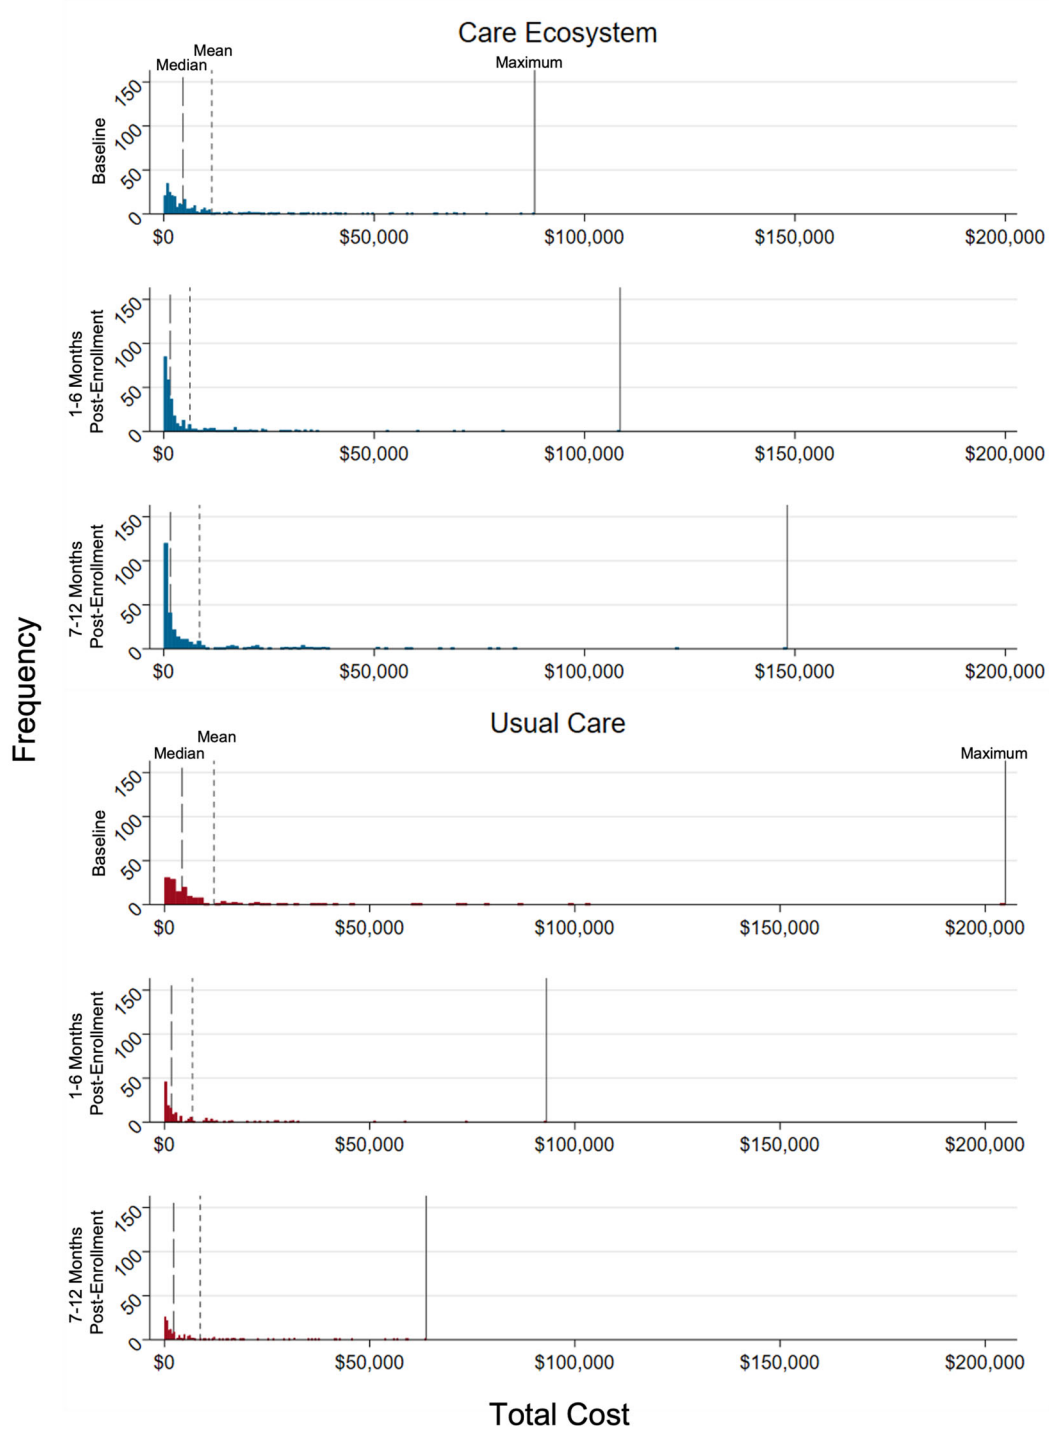 Care Ecosystem
Mean
Median
Maximum
Baseline
150
100
50
0
$0 $50,000 $100,000 $150,000 $200,000
1-6 Months
Post-Enrollment
150
100
50
0
$0 $50,000 $100,000 $150,000 $200,000
7-12 Months
Post-Enrollment
150
100
50
0
$0 $50,000 $100,000 $150,000 $200,000
Frequency
Usual Care
Mean
Median
Maximum
Baseline
150
100
50
0
$0 $50,000 $100,000 $150,000 $200,000
1-6 Months
Post-Enrollment
150
100
50
0
$0 $50,000 $100,000 $150,000 $200,000
7-12 Months
Post-Enrollment
150
100
50
0
$0 $50,000 $100,000 $150,000 $200,000
Total Cost